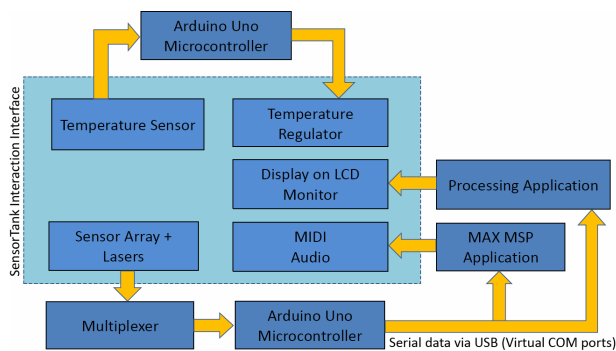 Arduino Uno
Microcontroller
SensorTank Interaction Interface
Temperature Sensor
Temperature
Regulator
Display on LCD
Monitor
Processing Application
Sensor Array +
Lasers
MIDI
Audio
MAX MSP
Application
Multiplexer
Arduino Uno
Microcontroller
Serial data via USB (Virtual COM ports)